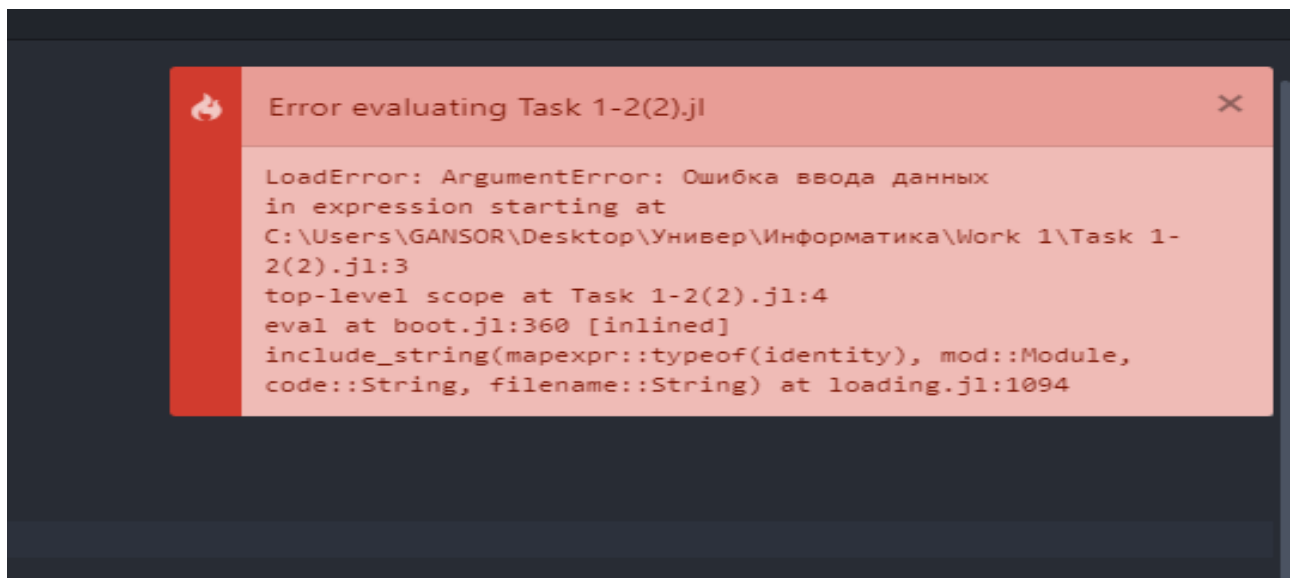 Error evaluating Task 1-2(2).jl
LoadError: ArgumentError: Ошибка ввода данных
in expression starting at
C:\Users\GANSOR\Desktop\Универ\Информатика\Work 1\Task 1-
2(2).jl:3
top-level scope at Task 1-2(2).jl:4
eval at boot.jl:360 [inlined]
include_string(mapexpr::typeof(identity), mod::Module,
code::String, filename::String) at loading.jl:1094